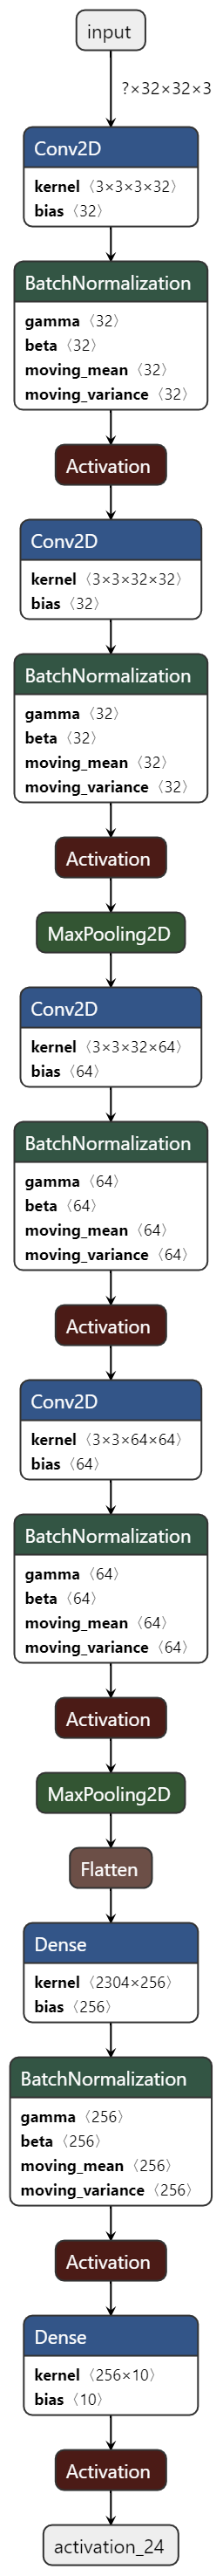 input
?×32×32×3
Conv2D
kernel 〈3×3×3×32〉
bias 〈32〉
BatchNormalization
gamma 〈32〉
beta 〈32〉
moving_mean 〈32〉
moving_variance 〈32〉
Activation
Conv2D
kernel 〈3×3×32×32〉
bias 〈32〉
BatchNormalization
gamma 〈32〉
beta 〈32〉
moving_mean 〈32〉
moving_variance 〈32〉
Activation
MaxPooling2D
Conv2D
kernel 〈3×3×32×64〉
bias 〈64〉
BatchNormalization
gamma 〈64〉
beta 〈64〉
moving_mean 〈64〉
moving_variance 〈64〉
Activation
Conv2D
kernel 〈3×3×64×64〉
bias 〈64〉
BatchNormalization
gamma 〈64〉
beta 〈64〉
moving_mean 〈64〉
moving_variance 〈64〉
Activation
MaxPooling2D
Flatten
Dense
kernel 〈2304×256〉
bias 〈256〉
BatchNormalization
gamma 〈256〉
beta 〈256〉
moving_mean 〈256〉
moving_variance 〈256〉
Activation
Dense
kernel 〈256×10〉
bias 〈10〉
Activation
activation_24